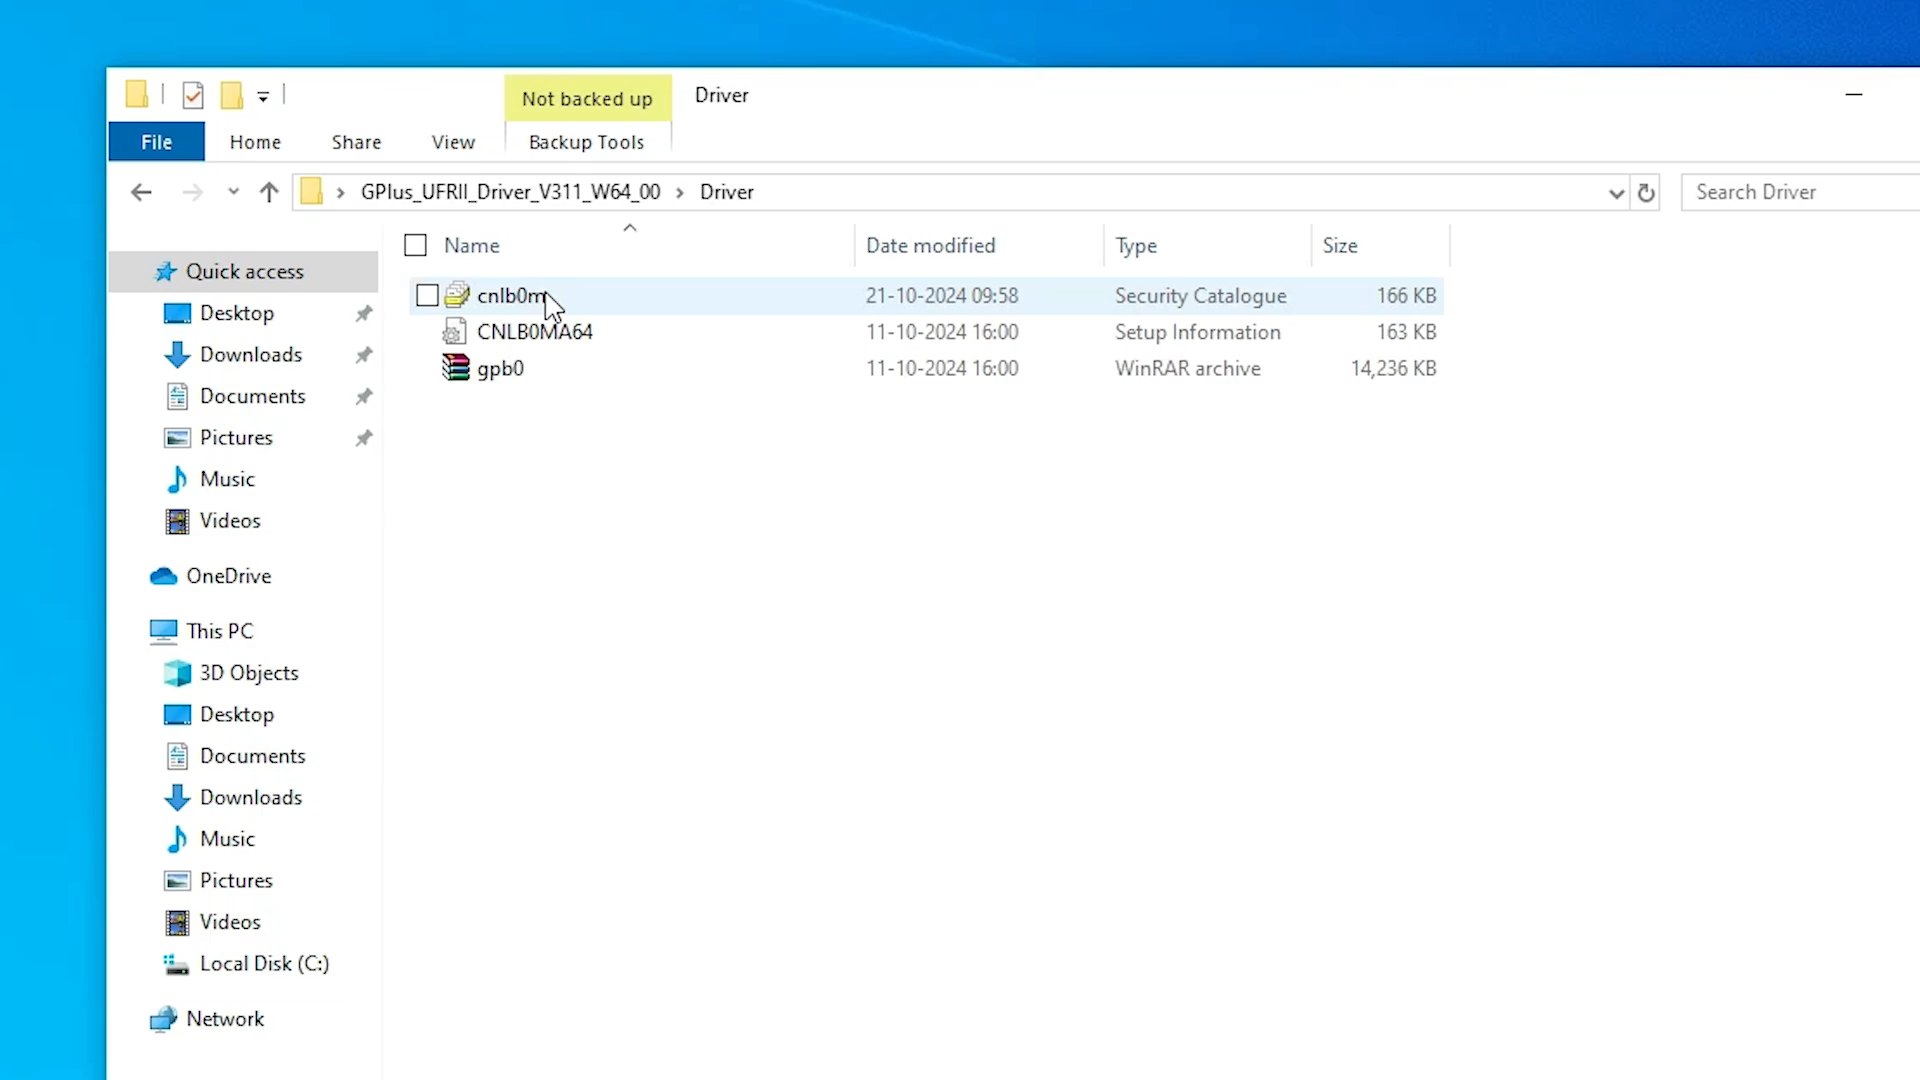 Not backed up Driver
File Home Share View Backup Tools
GPlus_UFRII_Driver_V311_W64_00 Driver Search Driver
Name Date modified Type Size
Quick access
Desktop
Downloads
Documents
Pictures
Music
Videos
OneDrive
This PC
3D Objects
Desktop
Documents
Downloads
Music
Pictures
Videos
Local Disk (C:)
Network
cnlb0m 21-10-2024 09:58 Security Catalogue 166 KB
CNLB0MA64 11-10-2024 16:00 Setup Information 163 KB
gpb0 11-10-2024 16:00 WinRAR archive 14,236 KB